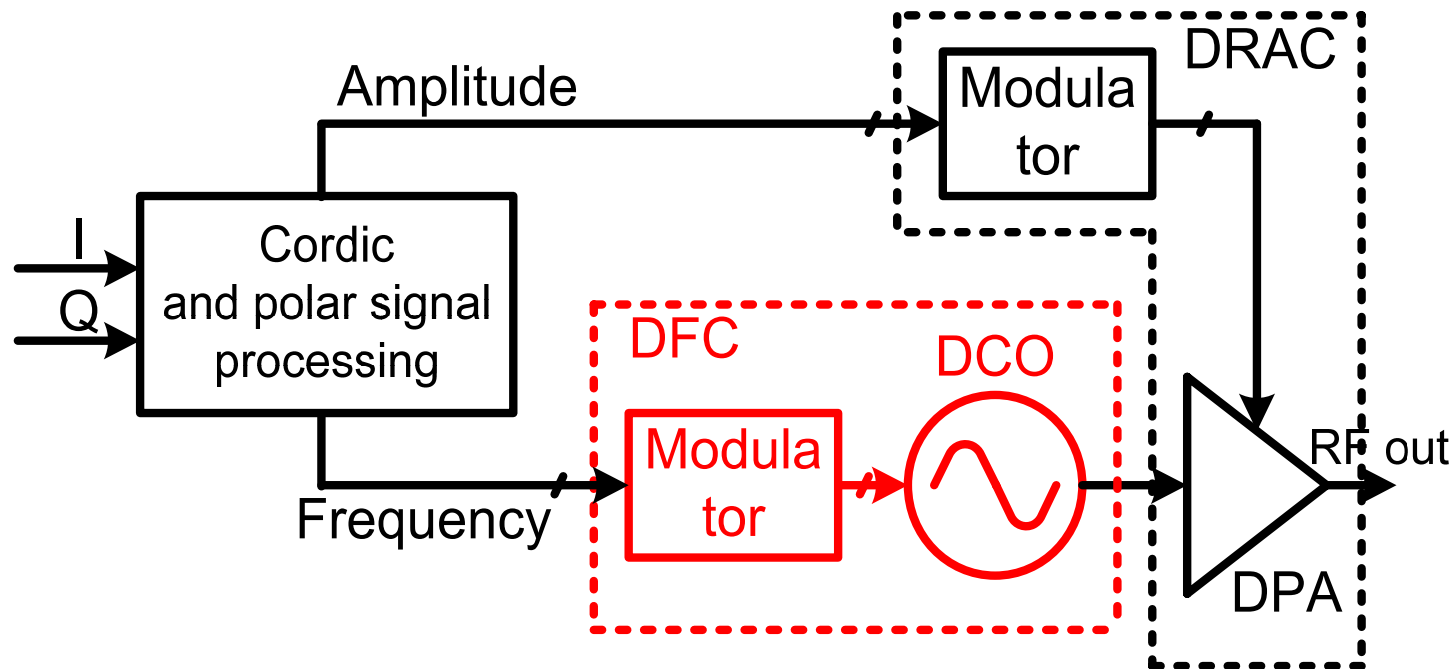 Amplitude
Modula
tor
DRAC
I
Q
Cordic
and polar signal
processing
DFC
DCO
Modula
tor
Frequency
RF out
DPA